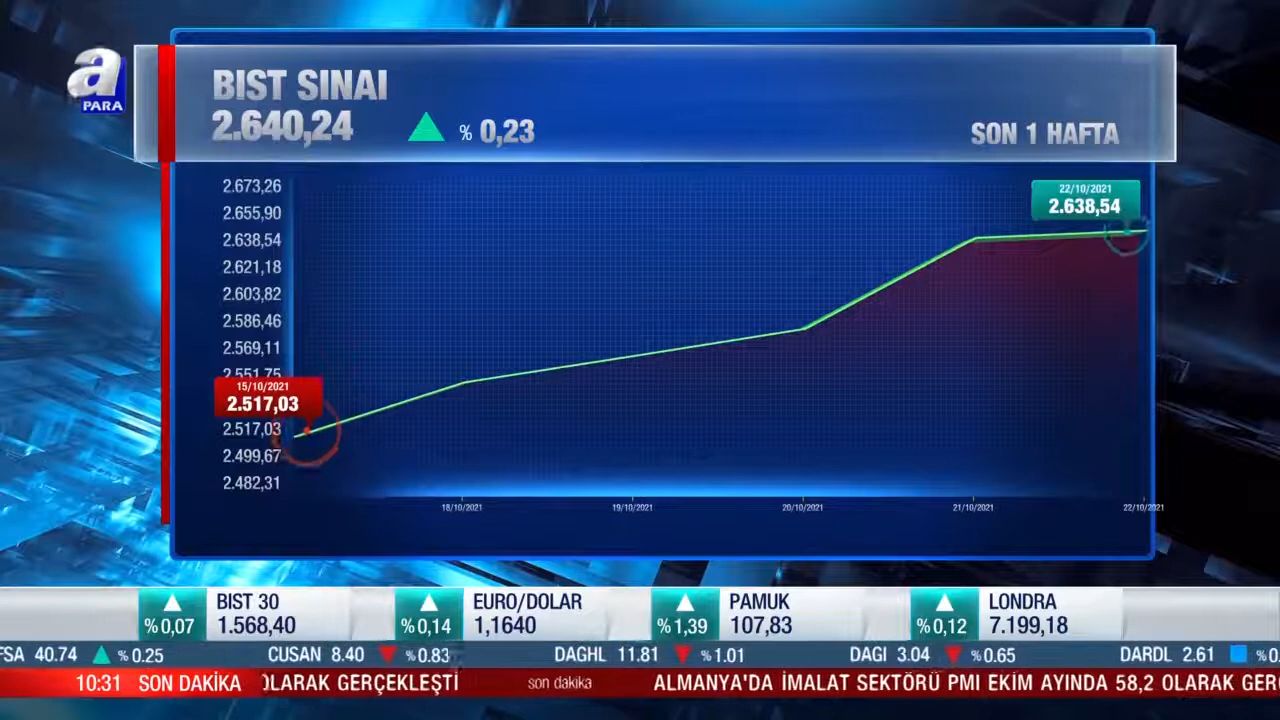 a
PARA
BIST SINAI
2.640,24
% 0,23
SON 1 HAFTA
2.673,26
2.655,90
2.638,54
2.621,18
2.603,82
2.586,46
2.569,11
2.551,75
2.517,03
2.499,67
2.482,31
15/10/2021
2.517,03
22/10/2021
2.638,54
18/10/2021
19/10/2021
20/10/2021
21/10/2021
22/10/2021
% 0,07 BIST 30 1.568,40
% 0,14 EURO/DOLAR 1,1640
% 1,39 PAMUK 107,83
% 0,12 LONDRA 7.199,18
FSA 40.74 % 0.25 CUSAN 8.40 % 0.83 DAGHL 11.81 % 1.01 DAGI 3.04 % 0.65 DARDL 2.61 % 0.
10:31 SON DAKİKA OLARAK GERÇEKLEŞTİ son dakika ALMANYA'DA İMALAT SEKTÖRÜ PMI EKİM AYINDA 58,2 OLARAK GER